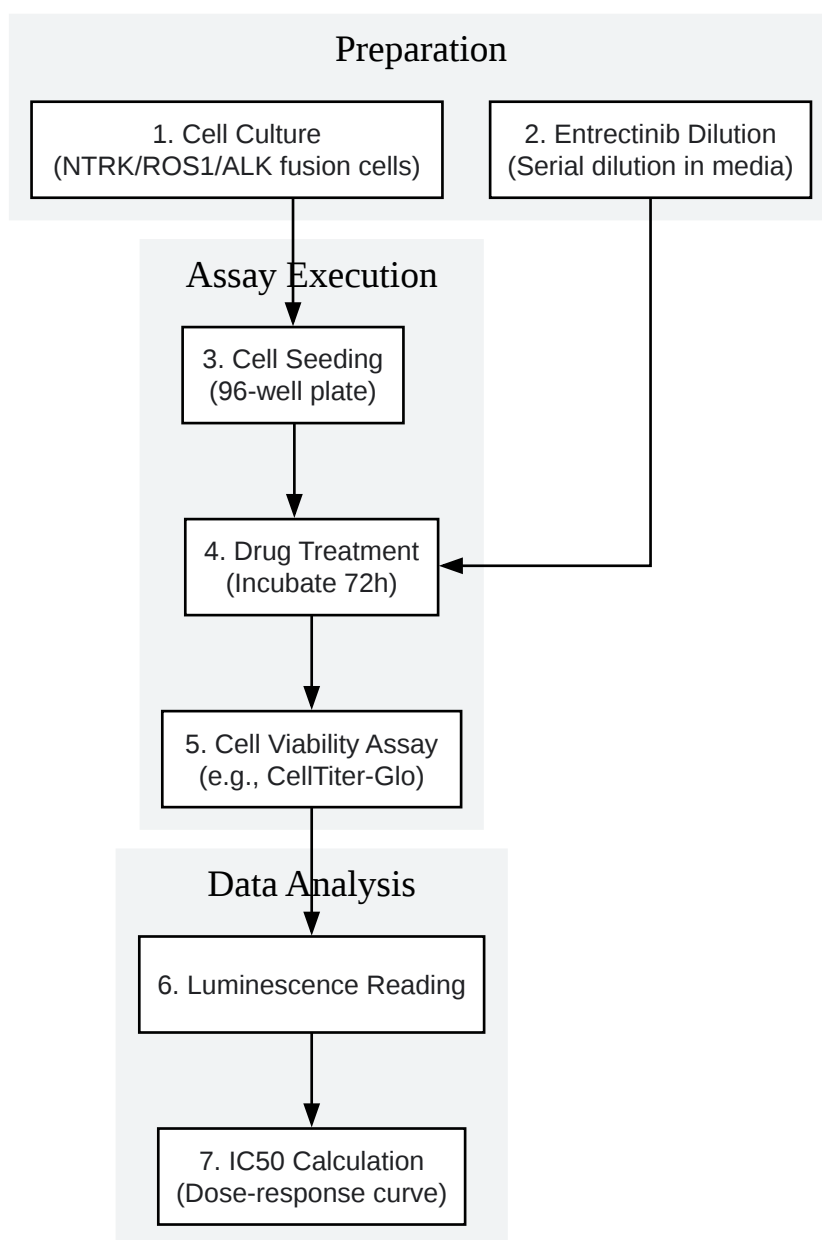 Preparation
1. Cell Culture
(NTRK/ROS1/ALK fusion cells)
2. Entrectinib Dilution
(Serial dilution in media)
Assay Execution
3. Cell Seeding
(96-well plate)
4. Drug Treatment
(Incubate 72h)
5. Cell Viability Assay
(e.g., CellTiter-Glo)
Data Analysis
6. Luminescence Reading
7. IC50 Calculation
(Dose-response curve)